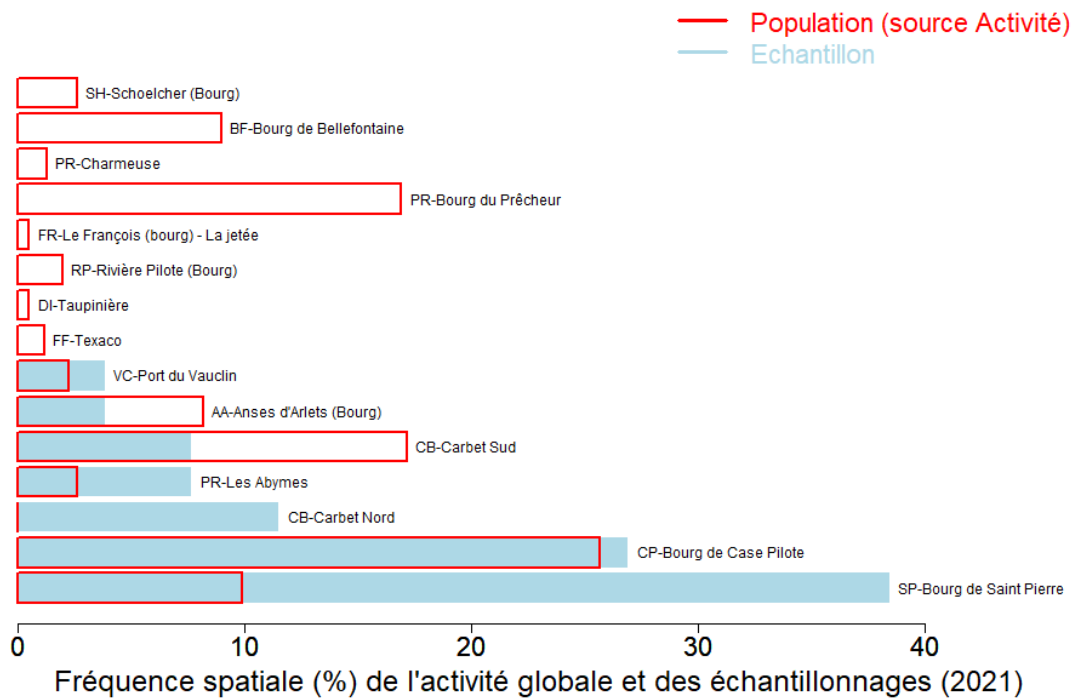 Population (source Activité)
Echantillon
SH-Schoelcher (Bourg)
BF-Bourg de Bellefontaine
PR-Charmeuse
PR-Bourg du Prêcheur
FR-Le François (bourg) - La jetée
RP-Rivière Pilote (Bourg)
DI-Taupinière
FF-Texaco
VC-Port du Vauclin
AA-Anses d'Arlets (Bourg)
CB-Carbet Sud
PR-Les Abymes
CB-Carbet Nord
CP-Bourg de Case Pilote
SP-Bourg de Saint Pierre
0 10 20 30 40
Fréquence spatiale (%) de l'activité globale et des échantillonnages (2021)